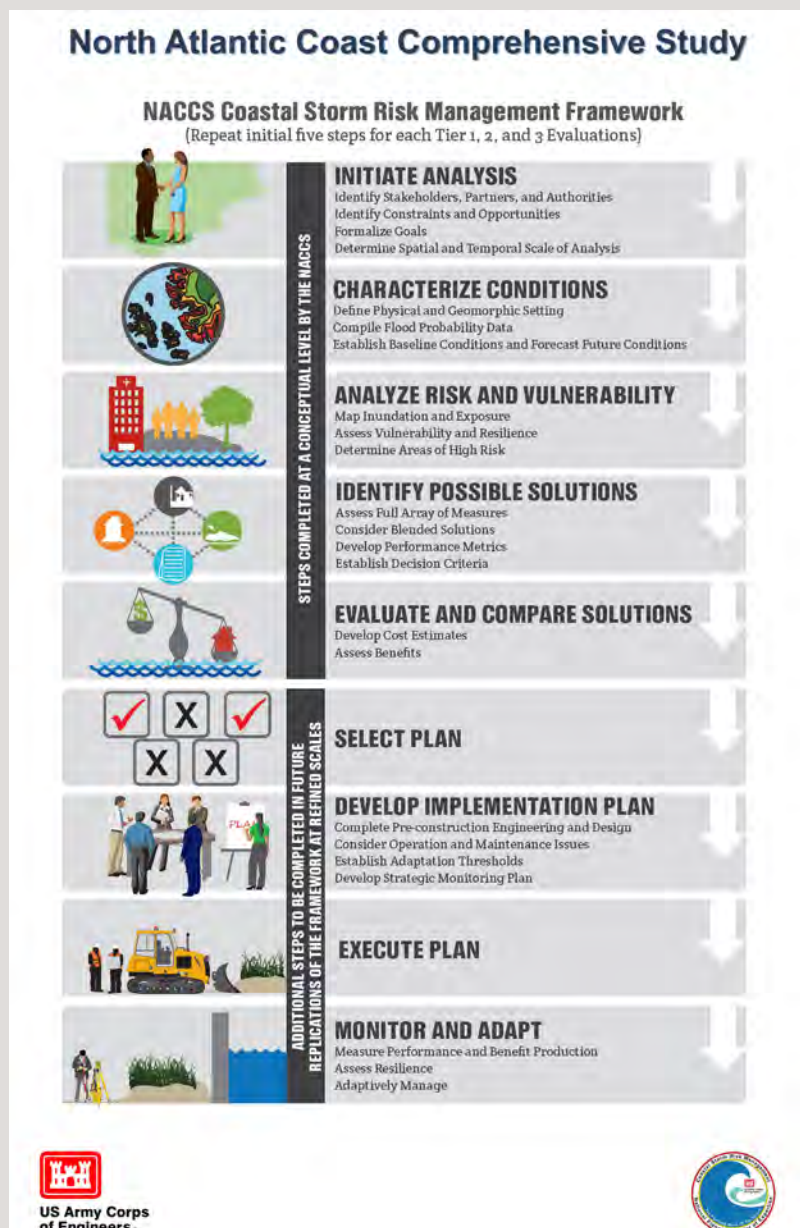 North Atlantic Coast Comprehensive Study
NACCS Coastal Storm Risk Management Framework
(Repeat initial five steps for each Tier 1, 2, and 3 Evaluations)
STEPS COMPLETED AT A CONCEPTUAL LEVEL BY THE NACCS
INITIATE ANALYSIS
Identify Stakeholders, Partners, and Authorities
Identify Constraints and Opportunities
Formalize Goals
Determine Spatial and Temporal Scale of Analysis
CHARACTERIZE CONDITIONS
Define Physical and Geomorphic Setting
Compile Flood Probability Data
Establish Baseline Conditions and Forecast Future Conditions
ANALYZE RISK AND VULNERABILITY
Map Inundation and Exposure
Assess Vulnerability and Resilience
Determine Areas of High Risk
IDENTIFY POSSIBLE SOLUTIONS
Assess Full Array of Measures
Consider Blended Solutions
Develop Performance Metrics
Establish Decision Criteria
$
EVALUATE AND COMPARE SOLUTIONS
Develop Cost Estimates
Assess Benefits
ADDITIONAL STEPS TO BE COMPLETED IN FUTURE
REPLICATIONS OF THE FRAMEWORK AT REFINED SCALES
X
X X
SELECT PLAN
PLA
DEVELOP IMPLEMENTATION PLAN
Complete Pre-construction Engineering and Design
Consider Operation and Maintenance Issues
Establish Adaptation Thresholds
Develop Strategic Monitoring Plan
EXECUTE PLAN
MONITOR AND ADAPT
Measure Performance and Benefit Production
Assess Resilience
Adaptively Manage
US Army Corps
of Engineers.
Coastal Storm Risk Management